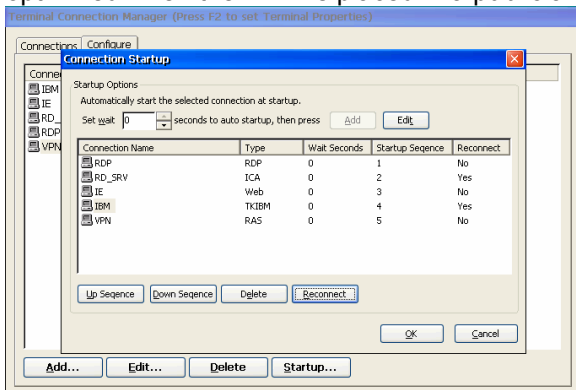 Terminal Connection Manager (Press F2 to set Terminal Properties)
Connections Configure
Connection Startup
Conne
IBM
IE
RD_
RDP
VPN
Startup Options
Automatically start the selected connection at startup.
Set wait 0 seconds to auto startup, then press Add Edit
Connection Name Type Wait Seconds Startup Seqence Reconnect
RDP RDP 0 1 No
RD_SRV ICA 0 2 Yes
IE Web 0 3 No
IBM TKIBM 0 4 Yes
VPN RAS 0 5 No
Up Seqence Down Seqence Delete Reconnect
OK Cancel
Add... Edit... Delete Startup...